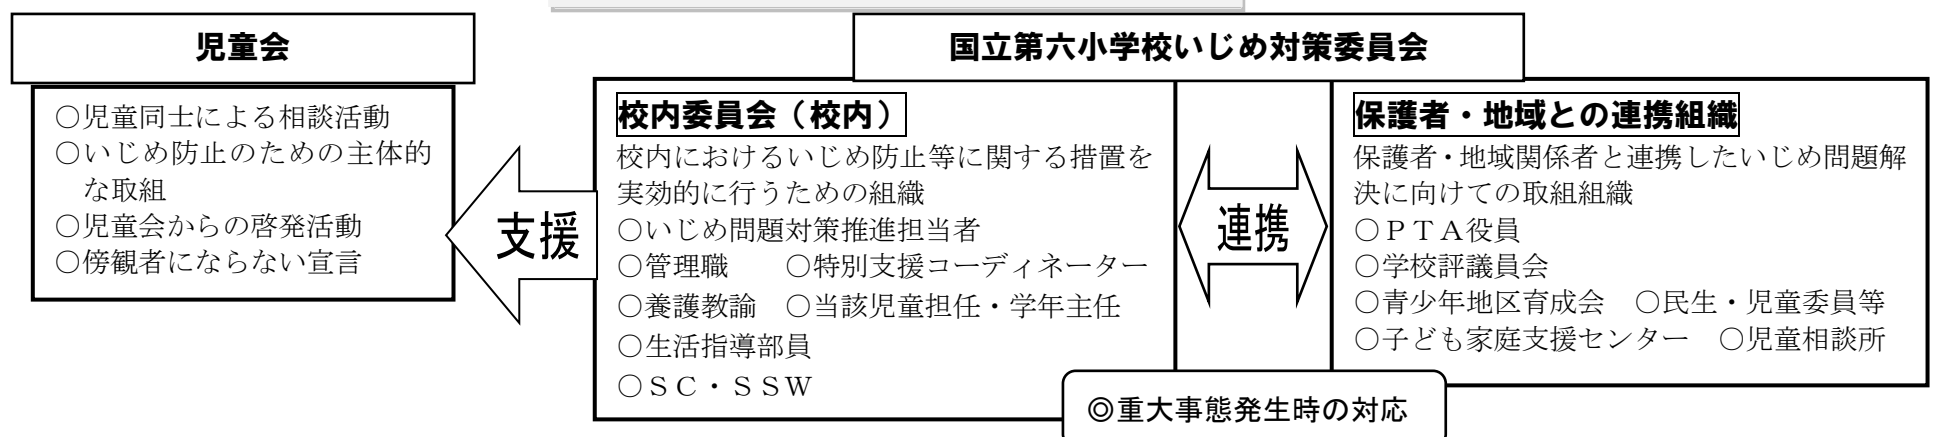 児童会
○児童同士による相談活動
○いじめ防止のための主体的
な取組
○児童会からの啓発活動
○傍観者にならない宣言
支援
国立第六小学校いじめ対策委員会
校内委員会（校内）
校内におけるいじめ防止等に関する措置を
実効的に行うための組織
○いじめ問題対策推進担当者
○管理職　　○特別支援コーディネーター
○養護教諭　○当該児童担任・学年主任
○生活指導部員
○ＳＣ・ＳＳＷ
連携
保護者・地域との連携組織
保護者・地域関係者と連携したいじめ問題解
決に向けての取組組織
○ＰＴＡ役員
○学校評議員会
○青少年地区育成会　○民生・児童委員等
○子ども家庭支援センター　○児童相談所
◎重大事態発生時の対応